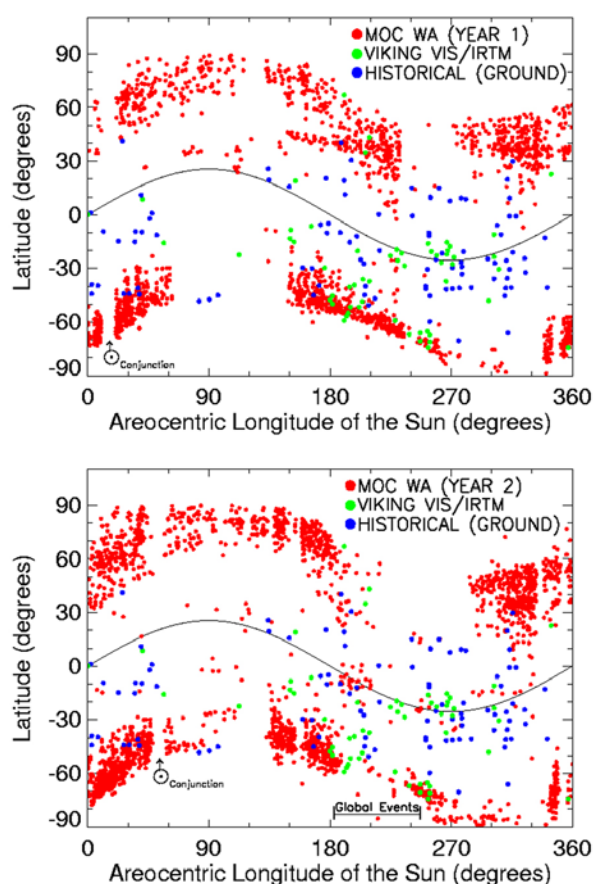 90
60
30
0
-30
-60
-90
Latitude (degrees)
MOC WA (YEAR 1)
VIKING VIS/IRTM
HISTORICAL (GROUND)
Conjunction
0 90 180 270 360
Areocentric Longitude of the Sun (degrees)
90
60
30
0
-30
-60
-90
Latitude (degrees)
MOC WA (YEAR 2)
VIKING VIS/IRTM
HISTORICAL (GROUND)
Conjunction
Global Events
0 90 180 270 360
Areocentric Longitude of the Sun (degrees)